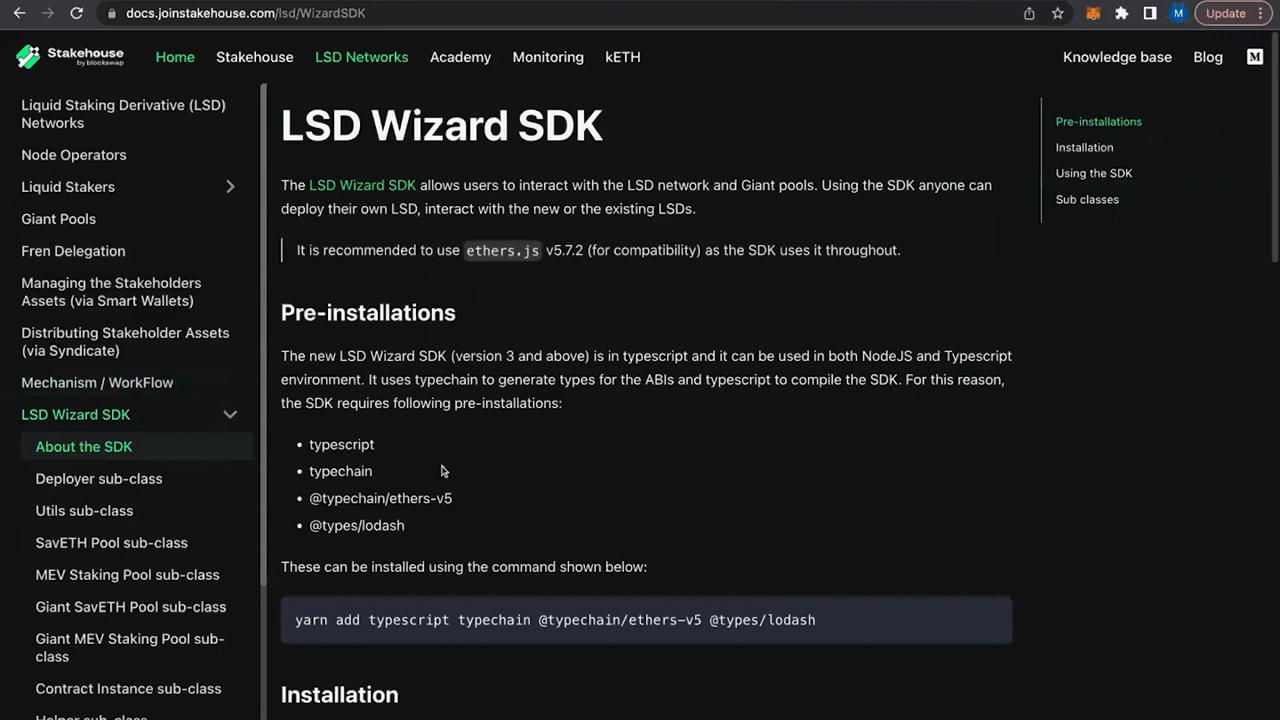 docs.joinstakehouse.com/lsd/WizardSDK
M
Update
Stakehouse
by blockswap
Home
Stakehouse
LSD Networks
Academy
Monitoring
kETH
Knowledge base
Blog
M
Liquid Staking Derivative (LSD)
Networks
Node Operators
Liquid Stakers
Giant Pools
Fren Delegation
Managing the Stakeholders
Assets (via Smart Wallets)
Distributing Stakeholder Assets
(via Syndicate)
Mechanism / WorkFlow
LSD Wizard SDK
About the SDK
Deployer sub-class
Utils sub-class
SavETH Pool sub-class
MEV Staking Pool sub-class
Giant SavETH Pool sub-class
Giant MEV Staking Pool sub-
class
Contract Instance sub-class
Helper sub-class
LSD Wizard SDK
The LSD Wizard SDK allows users to interact with the LSD network and Giant pools. Using the SDK anyone can
deploy their own LSD, interact with the new or the existing LSDs.
It is recommended to use ethers.js v5.7.2 (for compatibility) as the SDK uses it throughout.
Pre-installations
The new LSD Wizard SDK (version 3 and above) is in typescript and it can be used in both NodeJS and Typescript
environment. It uses typechain to generate types for the ABIs and typescript to compile the SDK. For this reason,
the SDK requires following pre-installations:
• typescript
• typechain
• @typechain/ethers-v5
• @types/lodash
These can be installed using the command shown below:
yarn add typescript typechain @typechain/ethers-v5 @types/lodash
Installation
Pre-installations
Installation
Using the SDK
Sub classes